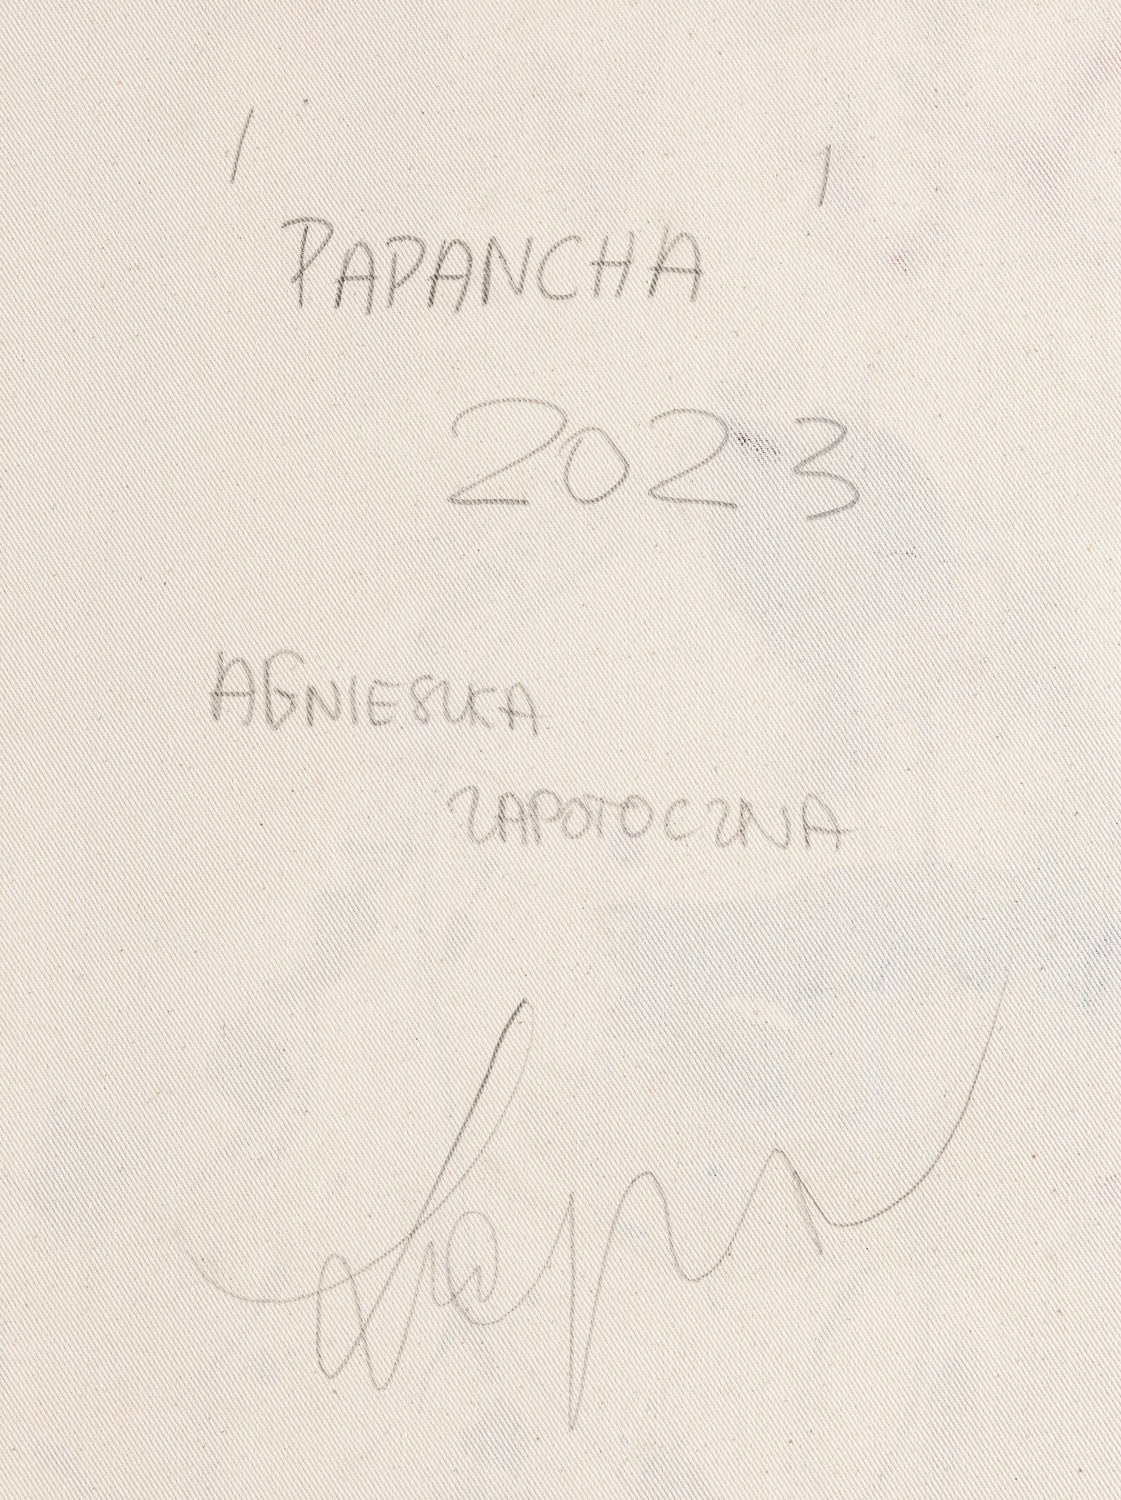 ' PAPANCHA '
2023
AGNIESZKA
ZAPOTOCZNA